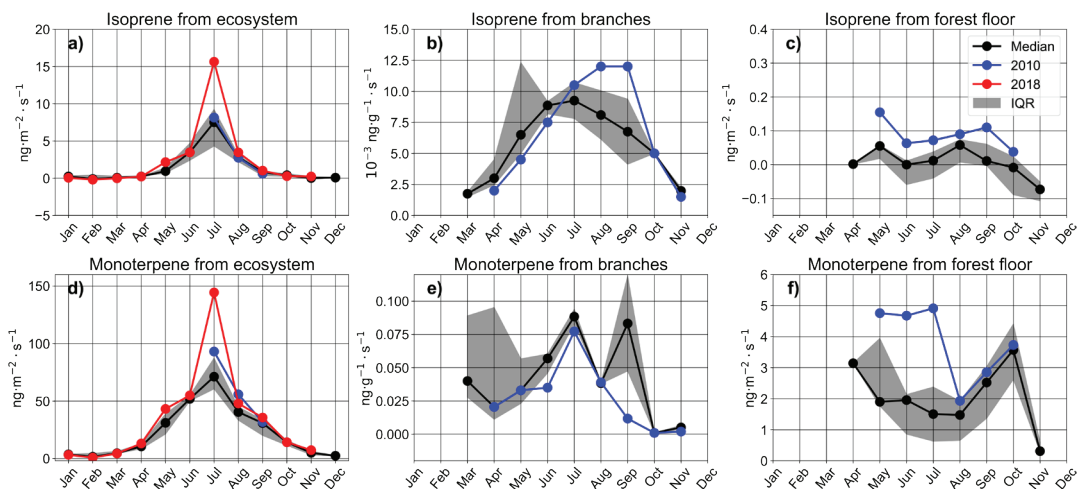 Isoprene from ecosystem
a)
20
15
10
5
0
−5
ng·m⁻²·s⁻¹
Jan Feb Mar Apr May Jun Jul Aug Sep Oct Nov Dec
Isoprene from branches
b)
15.0
12.5
10.0
7.5
5.0
2.5
0.0
10⁻³ ng·g⁻¹·s⁻¹
Jan Feb Mar Apr May Jun Jul Aug Sep Oct Nov Dec
Isoprene from forest floor
c)
0.4
0.3
0.2
0.1
0.0
−0.1
ng·m⁻²·s⁻¹
Median
2010
2018
IQR
Jan Feb Mar Apr May Jun Jul Aug Sep Oct Nov Dec
Monoterpene from ecosystem
d)
150
100
50
0
ng·m⁻²·s⁻¹
Jan Feb Mar Apr May Jun Jul Aug Sep Oct Nov Dec
Monoterpene from branches
e)
0.100
0.075
0.050
0.025
0.000
ng·g⁻¹·s⁻¹
Jan Feb Mar Apr May Jun Jul Aug Sep Oct Nov Dec
Monoterpene from forest floor
f)
6
5
4
3
2
1
0
ng·m⁻²·s⁻¹
Jan Feb Mar Apr May Jun Jul Aug Sep Oct Nov Dec